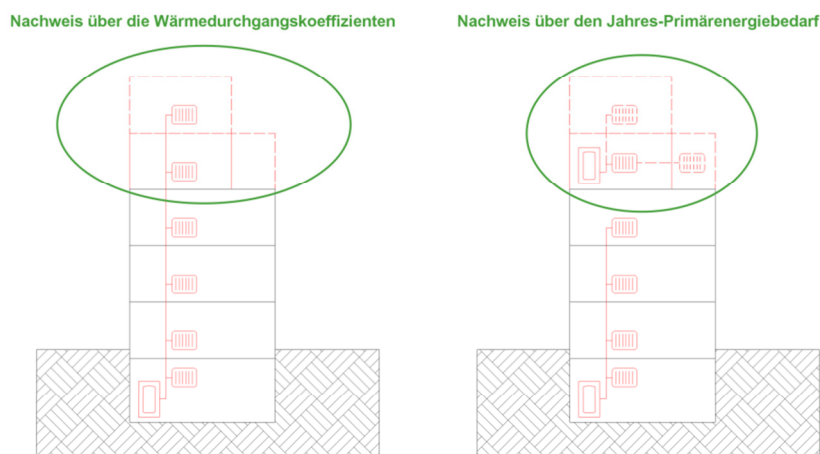 Nachweis über die Wärmedurchgangskoeffizienten
Nachweis über den Jahres-Primärenergiebedarf